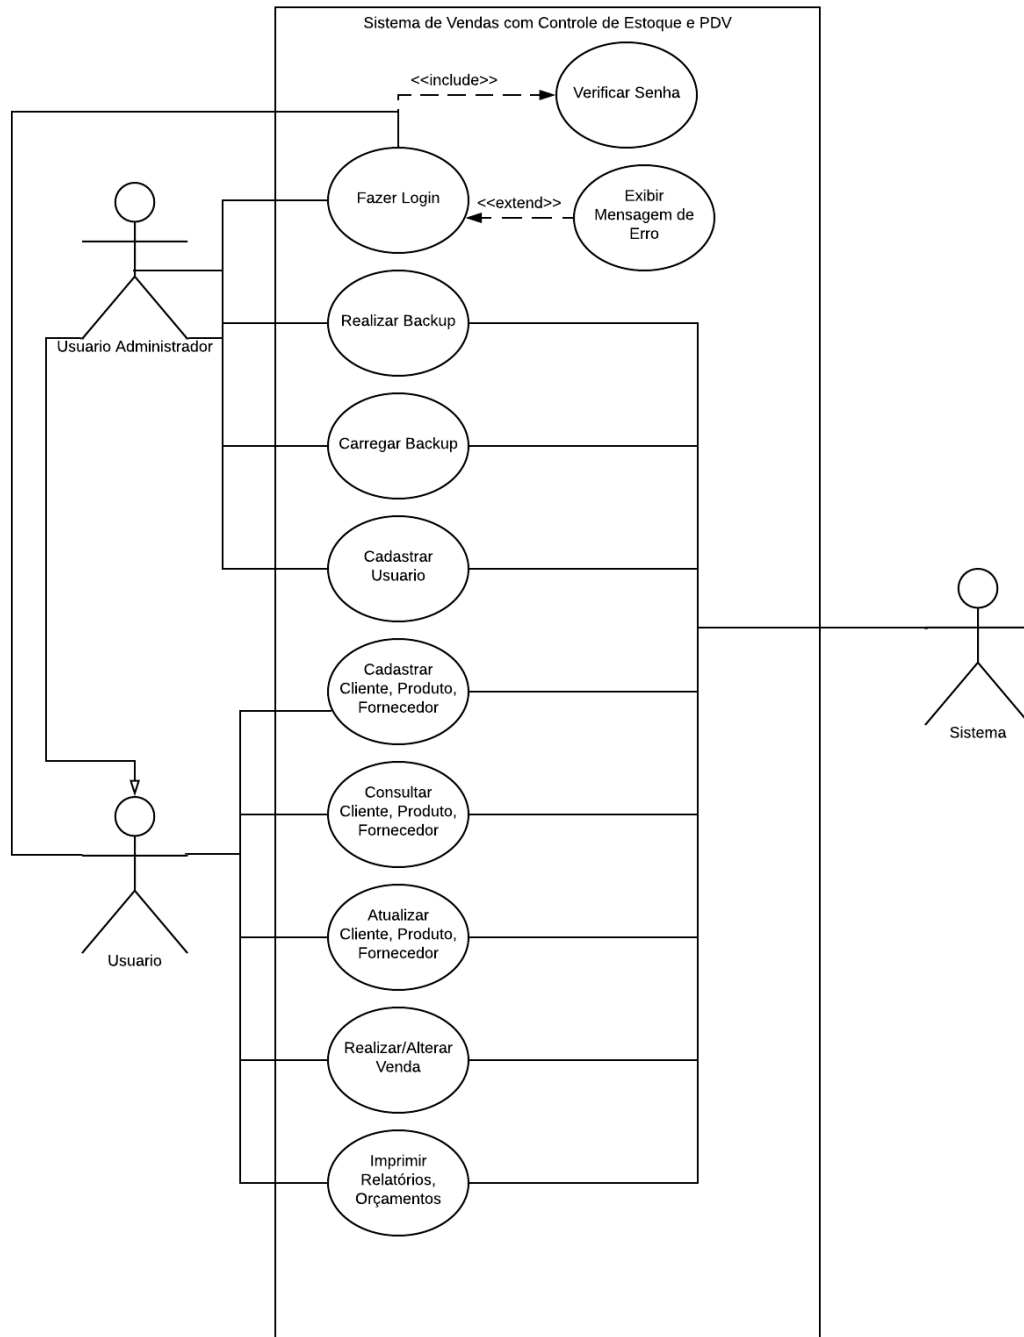 Sistema de Vendas com Controle de Estoque e PDV
<<include>>
Verificar Senha
Fazer Login
<<extend>>
Exibir
Mensagem de
Erro
Usuario Administrador
Realizar Backup
Carregar Backup
Cadastrar
Usuario
Cadastrar
Cliente, Produto,
Fornecedor
Sistema
Consultar
Cliente, Produto,
Fornecedor
Usuario
Atualizar
Cliente, Produto,
Fornecedor
Realizar/Alterar
Venda
Imprimir
Relatórios,
Orçamentos